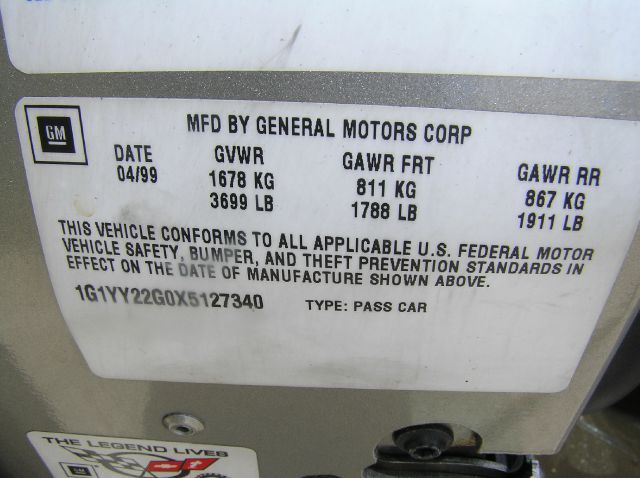 GM
MFD BY GENERAL MOTORS CORP
DATE GVWR GAWR FRT GAWR RR
04/99 1678 KG 811 KG 867 KG
3699 LB 1788 LB 1911 LB
THIS VEHICLE CONFORMS TO ALL APPLICABLE U.S. FEDERAL MOTOR
VEHICLE SAFETY, BUMPER, AND THEFT PREVENTION STANDARDS IN
EFFECT ON THE DATE OF MANUFACTURE SHOWN ABOVE.
1G1YY22G0X5127340 TYPE: PASS CAR
THE LEGEND LIVES
GM